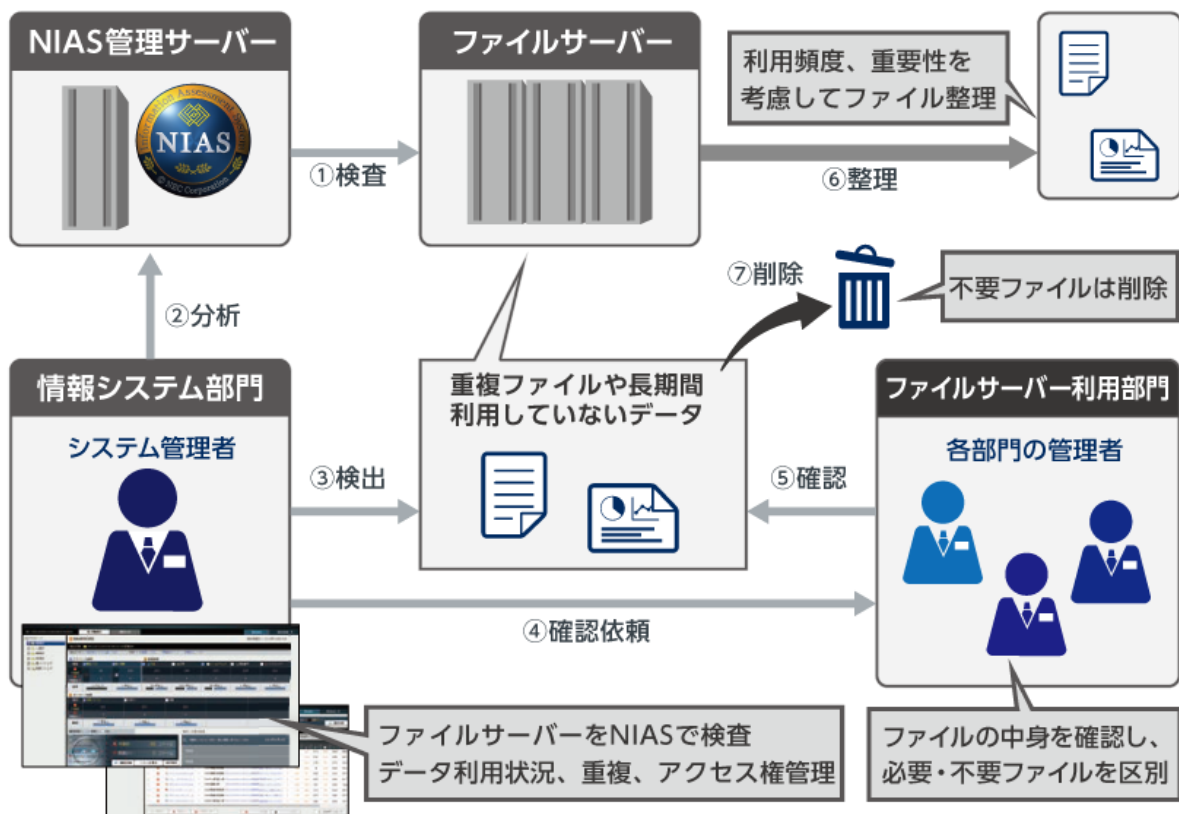 NIAS管理サーバー
Information Assessment System
NIAS
© NEC Corporation
①検査
ファイルサーバー
利用頻度、重要性を
考慮してファイル整理
⑥整理
②分析
⑦削除
不要ファイルは削除
情報システム部門
システム管理者
③検出
重複ファイルや長期間
利用していないデータ
⑤確認
ファイルサーバー利用部門
各部門の管理者
④確認依頼
ファイルサーバーをNIASで検査
データ利用状況、重複、アクセス権管理
ファイルの中身を確認し、
必要・不要ファイルを区別